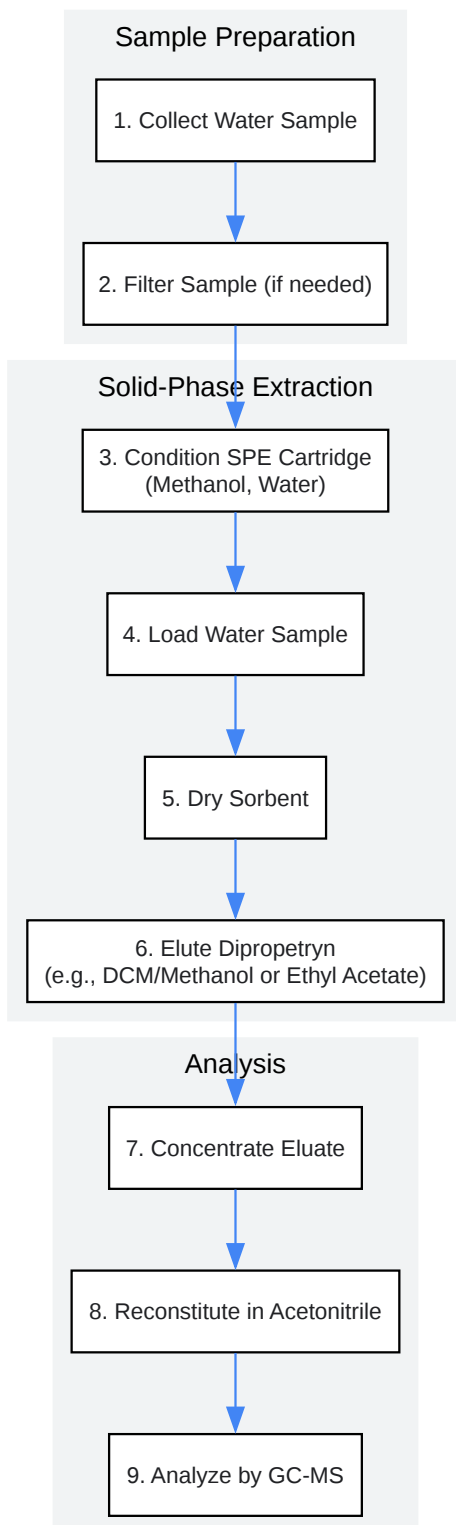 Sample Preparation
1. Collect Water Sample
2. Filter Sample (if needed)
Solid-Phase Extraction
3. Condition SPE Cartridge
(Methanol, Water)
4. Load Water Sample
5. Dry Sorbent
6. Elute Dipropetryn
(e.g., DCM/Methanol or Ethyl Acetate)
Analysis
7. Concentrate Eluate
8. Reconstitute in Acetonitrile
9. Analyze by GC-MS